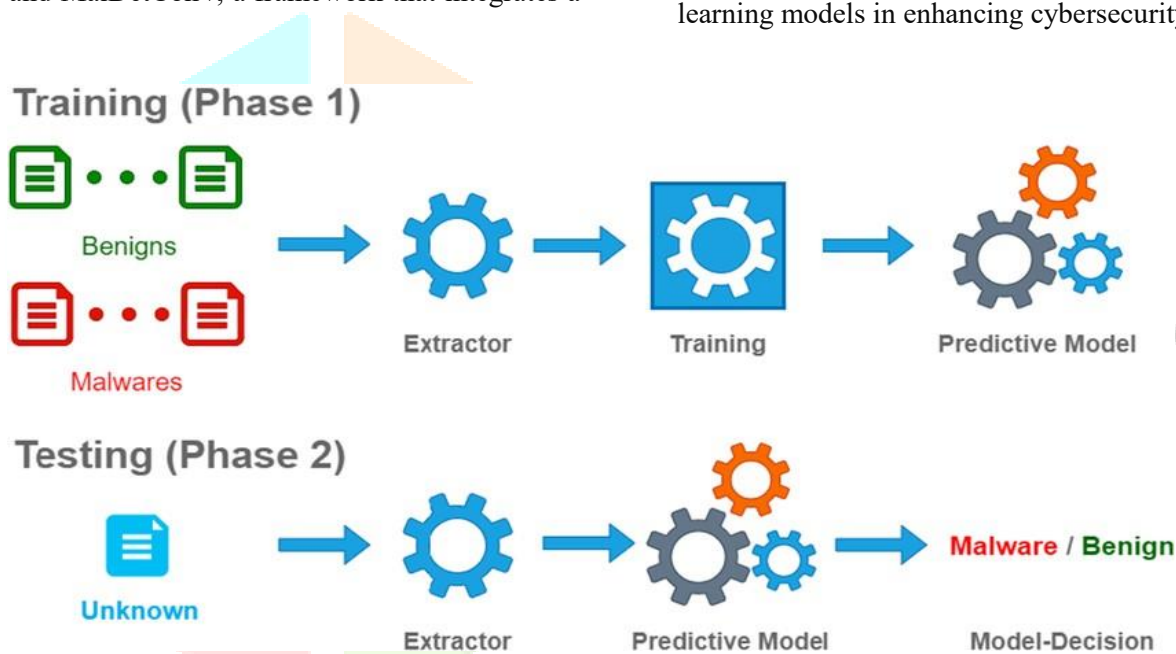 learning models in enhancing cybersecurity
Training (Phase 1)
Benigns
Malwares
Extractor
Training
Predictive Model
Testing (Phase 2)
Unknown
Extractor
Predictive Model
Malware / Benign
Model-Decision